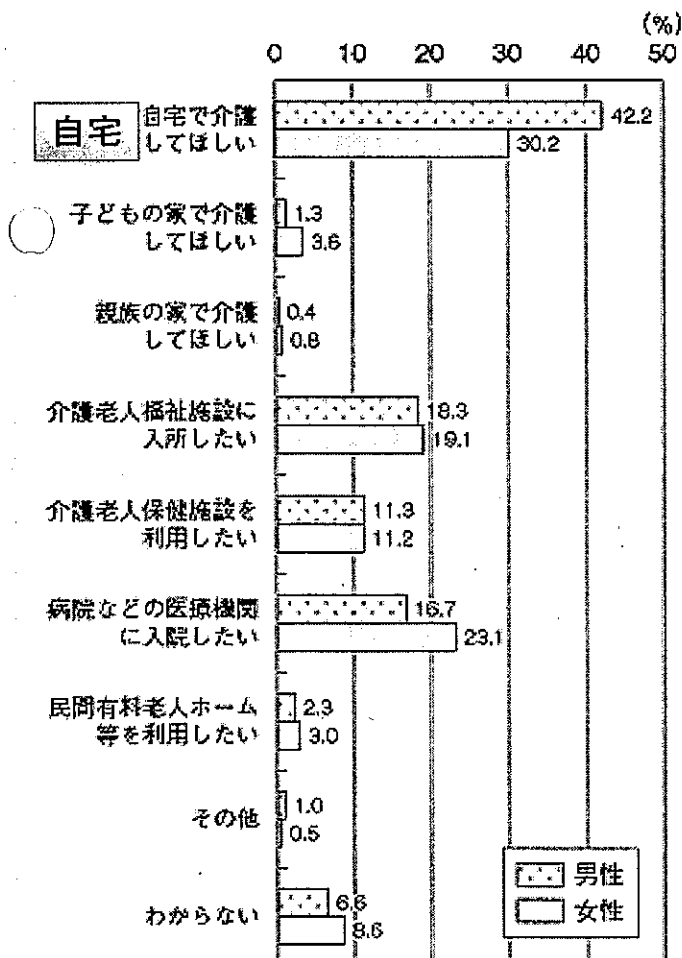 (%)
0 10 20 30 40 50
自宅
自宅で介護
してほしい
42.2
30.2
子どもの家で介護
してほしい
1.3
3.6
親族の家で介護
してほしい
0.4
0.8
介護老人福祉施設に
入所したい
18.3
19.1
介護老人保健施設を
利用したい
11.3
11.2
病院などの医療機関
に入院したい
16.7
23.1
民間有料老人ホーム
等を利用したい
2.3
3.0
その他
1.0
0.5
わからない
6.6
8.6
男性
女性